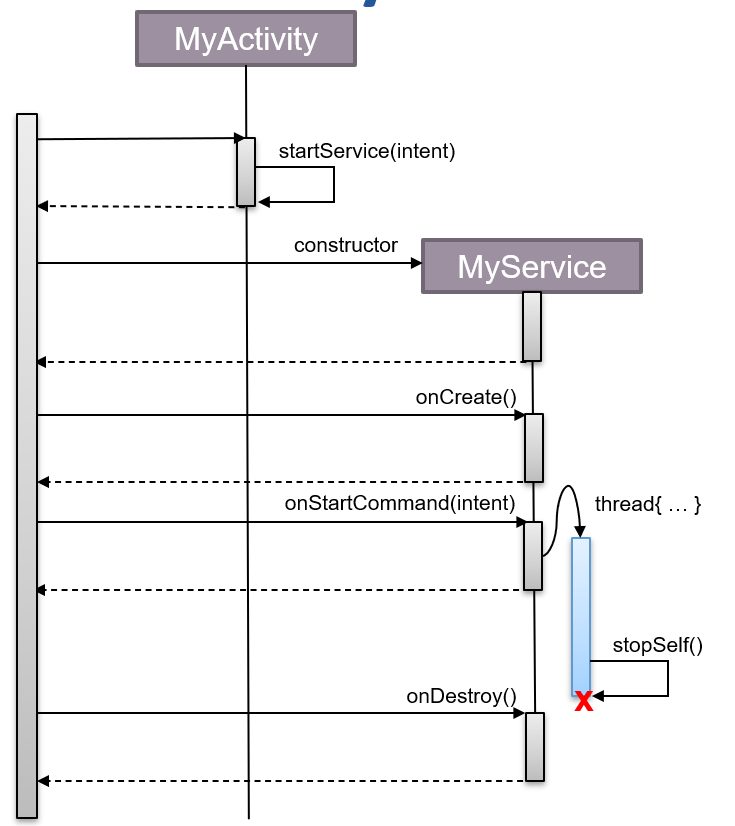 MyActivity
startService(intent)
constructor
MyService
onCreate()
onStartCommand(intent)
thread{ … }
stopSelf()
X
onDestroy()